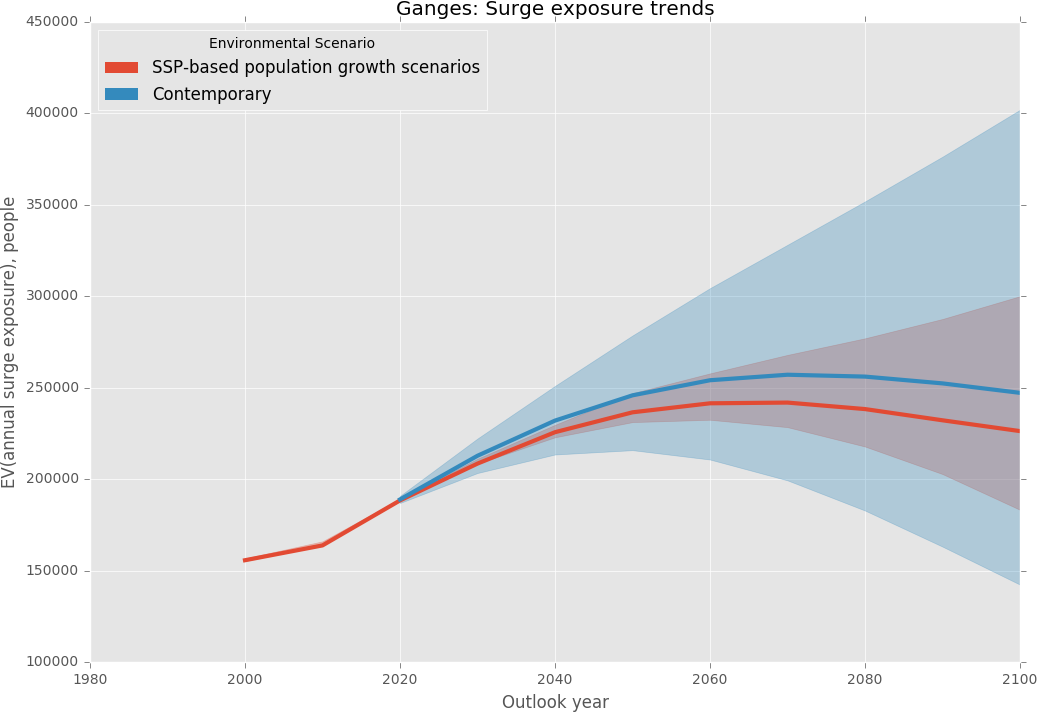 Ganges: Surge exposure trends
450000
400000
350000
300000
250000
200000
150000
100000
EV(annual surge exposure), people
Environmental Scenario
SSP-based population growth scenarios
Contemporary
1980 2000 2020 2040 2060 2080 2100
Outlook year